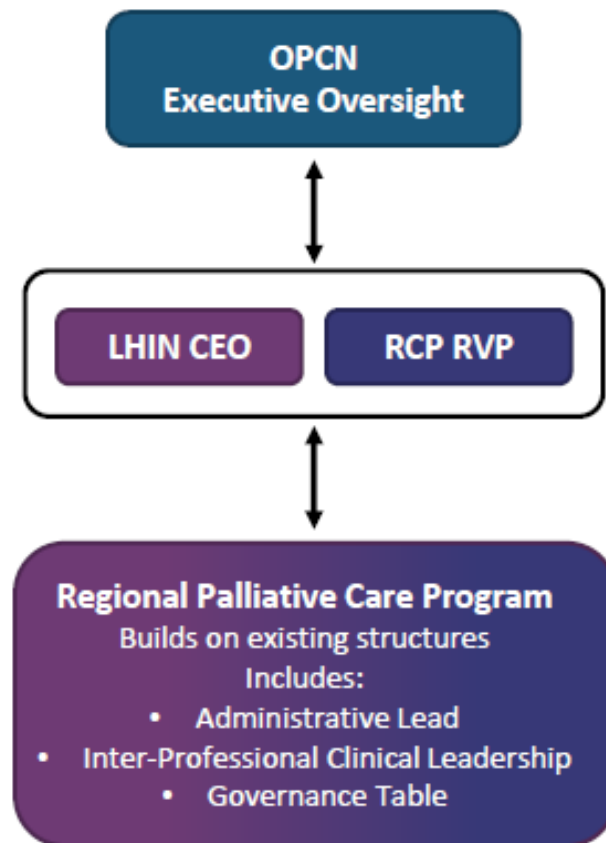 OPCN
Executive Oversight
LHIN CEO
RCP RVP
Regional Palliative Care Program
Builds on existing structures
Includes:
• Administrative Lead
• Inter-Professional Clinical Leadership
• Governance Table